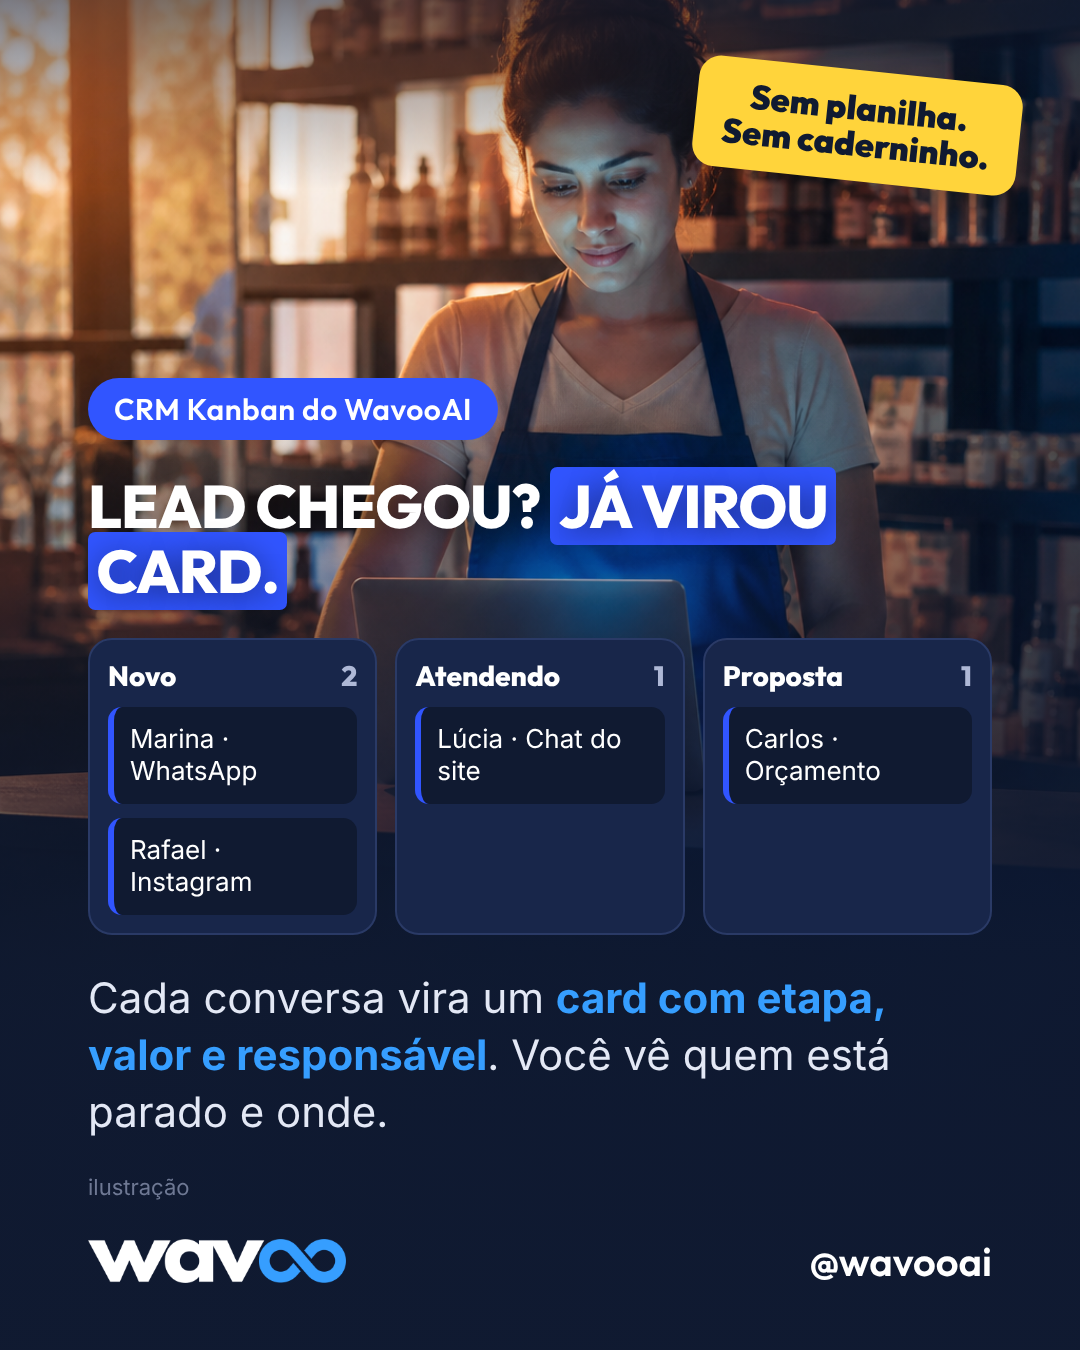 Sem planilha.
Sem caderninho.
CRM Kanban do WavooAI
LEAD CHEGOU? JÁ VIROU
CARD.
Novo 2
Marina ·
WhatsApp
Rafael ·
Instagram
Atendendo 1
Lúcia · Chat do
site
Proposta 1
Carlos ·
Orçamento
Cada conversa vira um card com etapa,
valor e responsável. Você vê quem está
parado e onde.
ilustração
wavoo
@wavooai